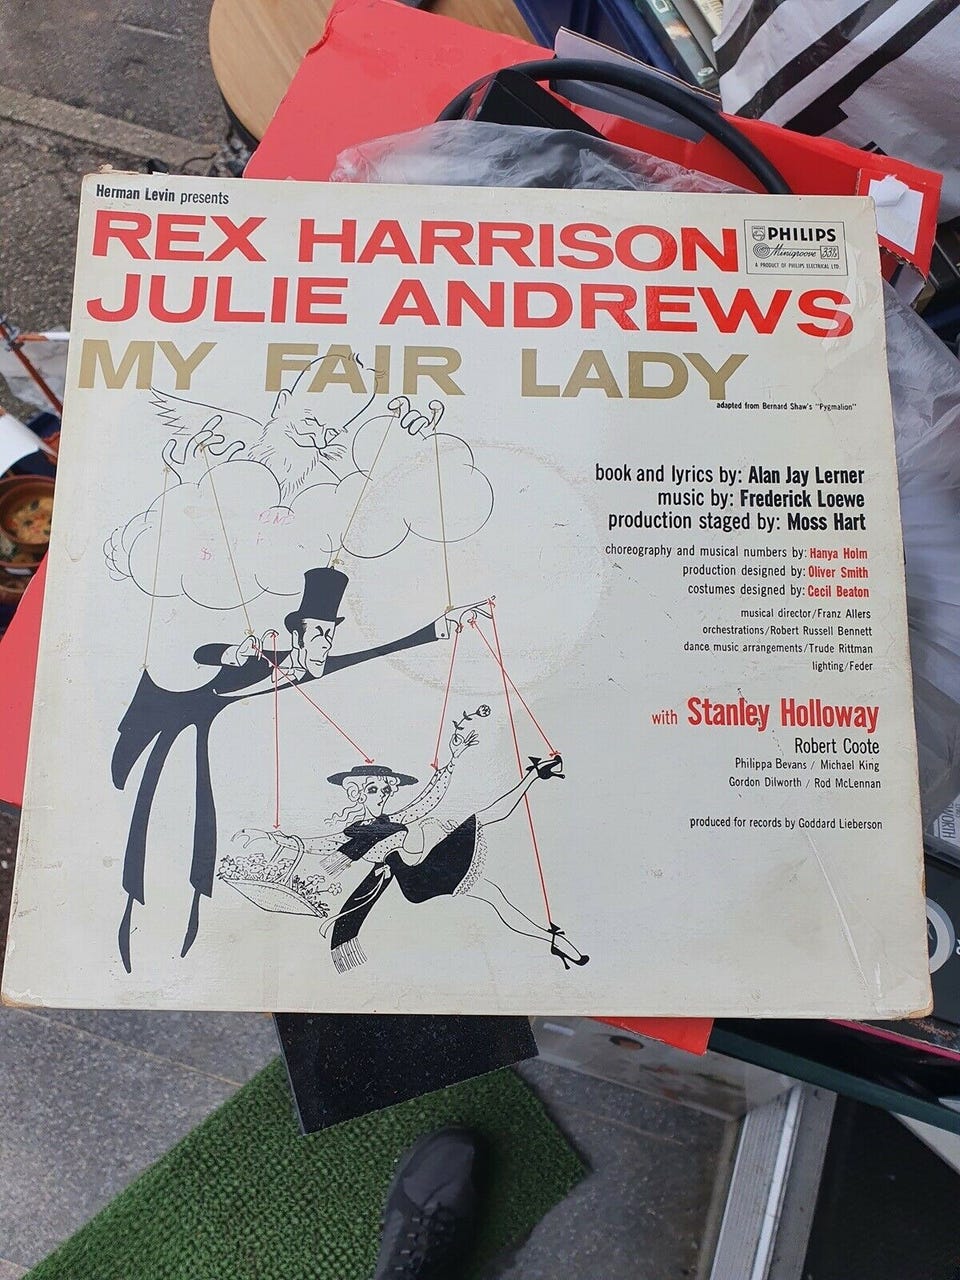 Herman Levin presents
REX HARRISON
JULIE ANDREWS
MY FAIR LADY
PHILIPS
Minigroove 33⅓
A PRODUCT OF PHILIPS ELECTRICAL LTD.
adapted from Bernard Shaw's "Pygmalion"
book and lyrics by: Alan Jay Lerner
music by: Frederick Loewe
production staged by: Moss Hart
choreography and musical numbers by: Hanya Holm
production designed by: Oliver Smith
costumes designed by: Cecil Beaton
musical director/Franz Allers
orchestrations/Robert Russell Bennett
dance music arrangements/Trude Rittman
lighting/Feder
with Stanley Holloway
Robert Coote
Philippa Bevans / Michael King
Gordon Dilworth / Rod McLennan
produced for records by Goddard Lieberson